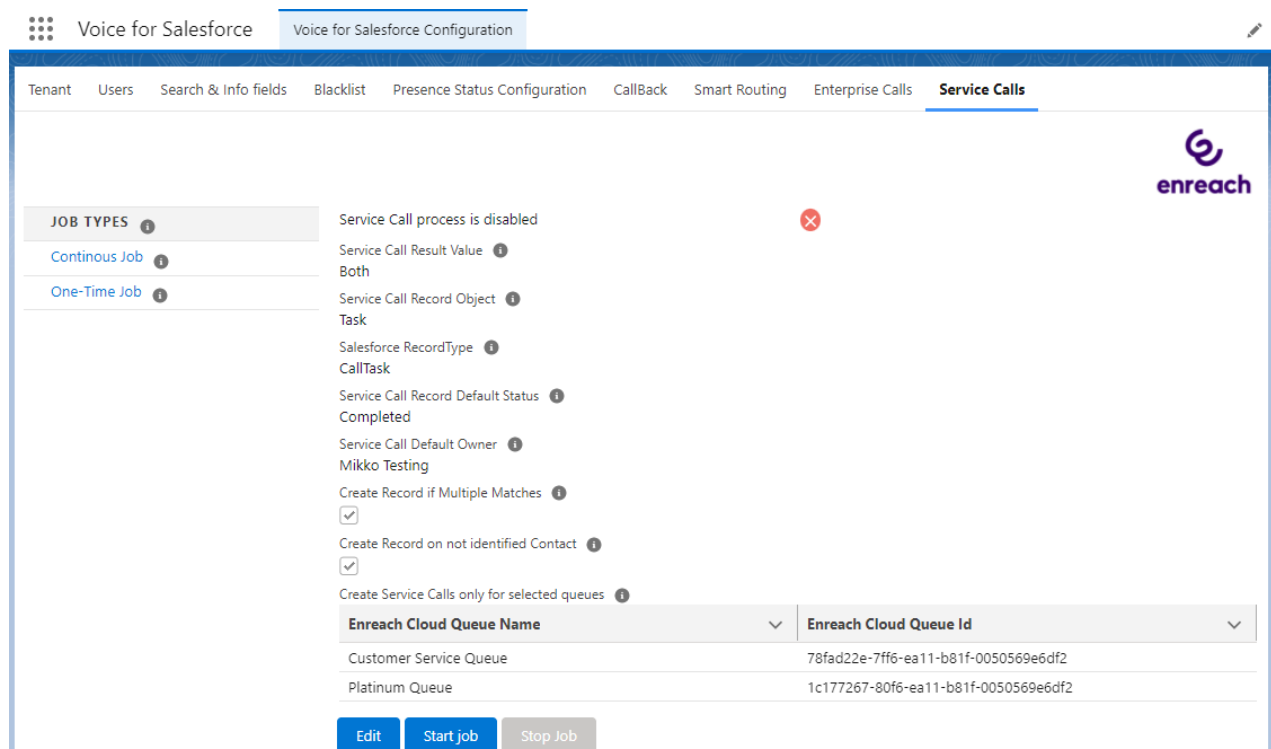 Voice for Salesforce
Voice for Salesforce Configuration
Tenant Users Search & Info fields Blacklist Presence Status Configuration CallBack Smart Routing Enterprise Calls Service Calls
enreach
JOB TYPES
Continous Job
One-Time Job
Service Call process is disabled
Service Call Result Value
Both
Service Call Record Object
Task
Salesforce RecordType
CallTask
Service Call Record Default Status
Completed
Service Call Default Owner
Mikko Testing
Create Record if Multiple Matches
Create Record on not identified Contact
Create Service Calls only for selected queues
Enreach Cloud Queue Name Enreach Cloud Queue Id
Customer Service Queue 78fad22e-7ff6-ea11-b81f-0050569e6df2
Platinum Queue 1c177267-80f6-ea11-b81f-0050569e6df2
Edit Start job Stop Job